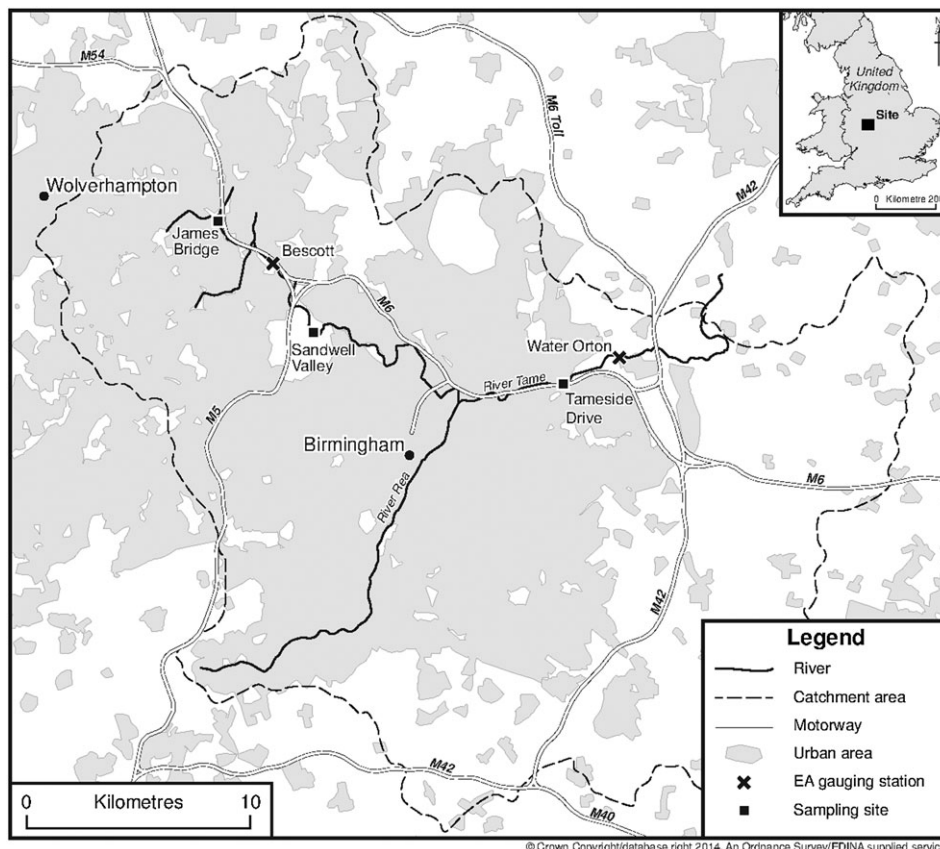 M54
M6 Toll
M42
United
Kingdom
Site
0 Kilometre 20
Wolverhampton
James
Bridge
Bescott
M6
Sandwell
Valley
Water Orton
River Tame
Tameside
Drive
M5
Birmingham
River Rea
M6
M42
M42
M40
0 Kilometres 10
Legend
River
Catchment area
Motorway
Urban area
EA gauging station
Sampling site
© Crown Copyright/database right 2014. An Ordnance Survey/EDINA supplied servic